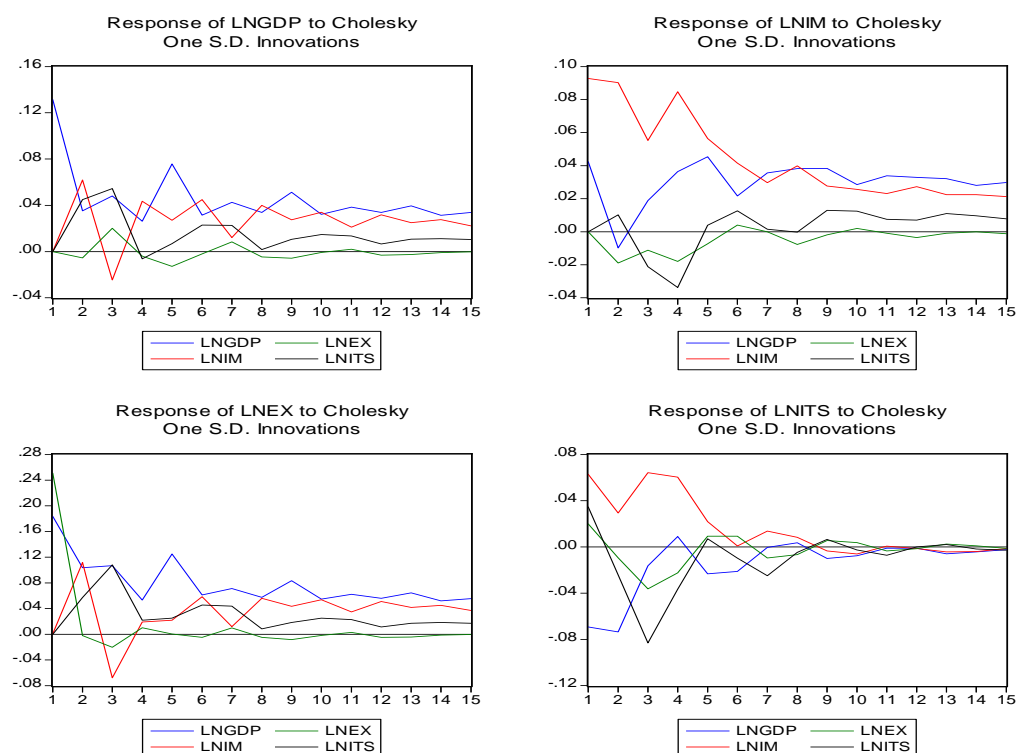 Response of LNGDP to Cholesky
One S.D. Innovations
.16
.12
.08
.04
.00
-.04
1 2 3 4 5 6 7 8 9 10 11 12 13 14 15
LNGDP LNEX
LNIM LNITS
Response of LNIM to Cholesky
One S.D. Innovations
.10
.08
.06
.04
.02
.00
-.02
-.04
1 2 3 4 5 6 7 8 9 10 11 12 13 14 15
LNGDP LNEX
LNIM LNITS
Response of LNEX to Cholesky
One S.D. Innovations
.28
.24
.20
.16
.12
.08
.04
.00
-.04
-.08
1 2 3 4 5 6 7 8 9 10 11 12 13 14 15
LNGDP LNEX
LNIM LNITS
Response of LNITS to Cholesky
One S.D. Innovations
.08
.04
.00
-.04
-.08
-.12
1 2 3 4 5 6 7 8 9 10 11 12 13 14 15
LNGDP LNEX
LNIM LNITS